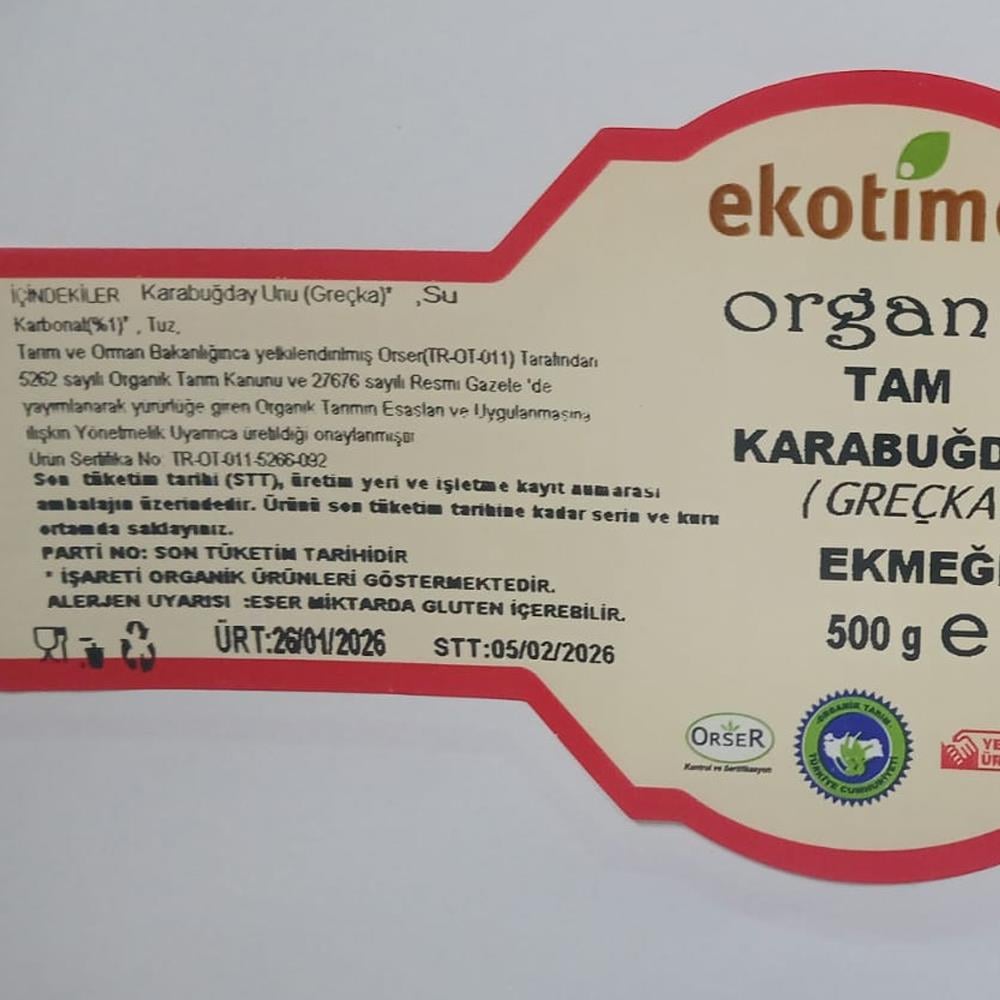 İÇİNDEKİLER Karabuğday Unu (Greçka)* ,Su
Karbonat(%1)* , Tuz,
Tarım ve Orman Bakanlığınca yetkilendirilmiş Orser(TR-OT-011) Tarafından
5262 sayılı Organik Tarım Kanunu ve 27676 sayılı Resmi Gazele 'de
yayımlanarak yürürlüğe giren Organik Tarımın Esasları ve Uygulanmasına
ilişkin Yönetmelik Uyarınca üretildiği onaylanmıştır
Ürün Sertifika No TR-OT-011-5266-092
Son tüketim tarihi (STT), üretim yeri ve işletme kayıt numarası
ambalajın üzerindedir. Ürünü son tüketim tarihine kadar serin ve kuru
ortamda saklayınız.
PARTİ NO: SON TÜKETİM TARİHİDİR
* İŞARETİ ORGANİK ÜRÜNLERİ GÖSTERMEKTEDİR.
ALERJEN UYARISI :ESER MİKTARDA GLUTEN İÇEREBİLİR.
ÜRT:26/01/2026 STT:05/02/2026
ekotim
organ
TAM
KARABUĞD
(GREÇKA
EKMEĞİ
500 g e
ORSER
Kontrol ve Sertifikasyon
ORGANİK TARIM
TÜRKİYE CUMHURİYETİ
YE
ÜR